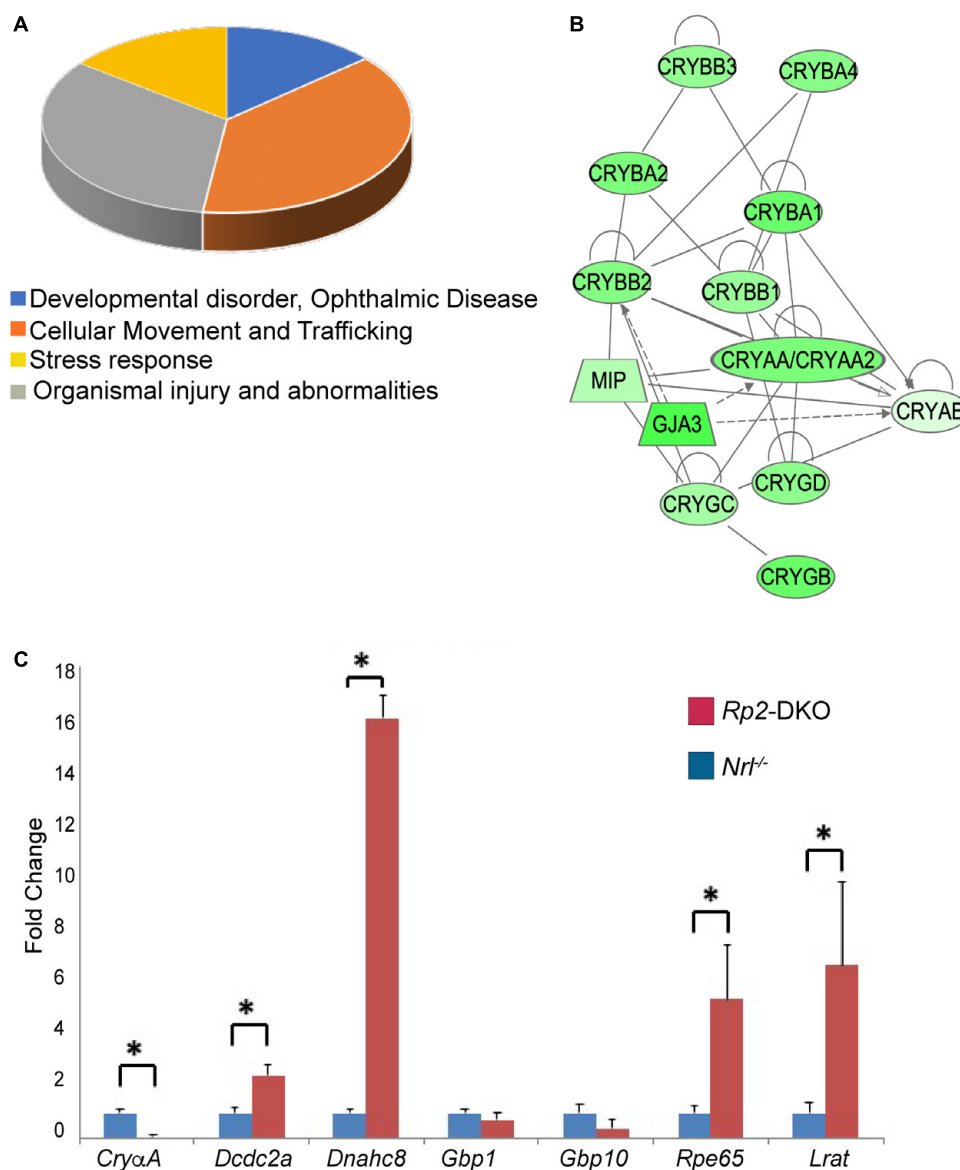 A
Developmental disorder, Ophthalmic Disease
Cellular Movement and Trafficking
Stress response
Organismal injury and abnormalities
B
CRYBB3
CRYBA4
CRYBA2
CRYBA1
CRYBB2
CRYBB1
CRYAA/CRYAA2
MIP
CRYAB
GJA3
CRYGD
CRYGC
CRYGB
C
Fold Change
18
16
14
12
10
8
6
4
2
0
*
*
*
*
*
Rp2-DKO
Nrl-/-
CryαA
Dcdc2a
Dnahc8
Gbp1
Gbp10
Rpe65
Lrat